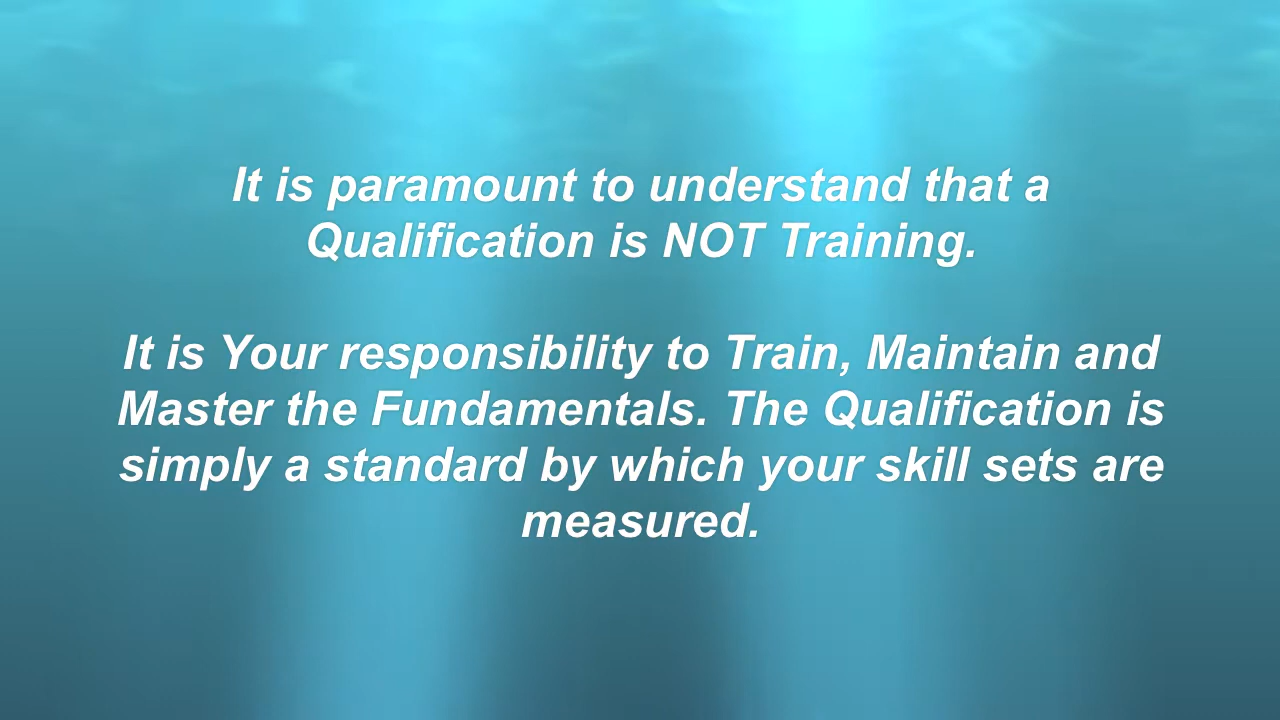 It is paramount to understand that a
Qualification is NOT Training.
It is Your responsibility to Train, Maintain and
Master the Fundamentals. The Qualification is
simply a standard by which your skill sets are
measured.